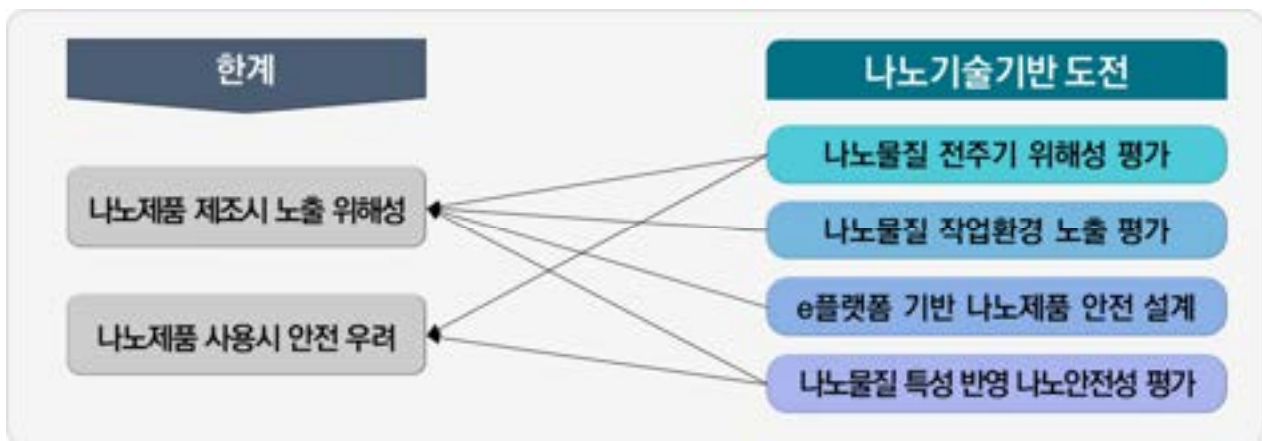 한계
나노기술기반 도전
나노제품 제조시 노출 위해성
나노제품 사용시 안전 우려
나노물질 전주기 위해성 평가
나노물질 작업환경 노출 평가
e플랫폼 기반 나노제품 안전 설계
나노물질 특성 반영 나노안전성 평가